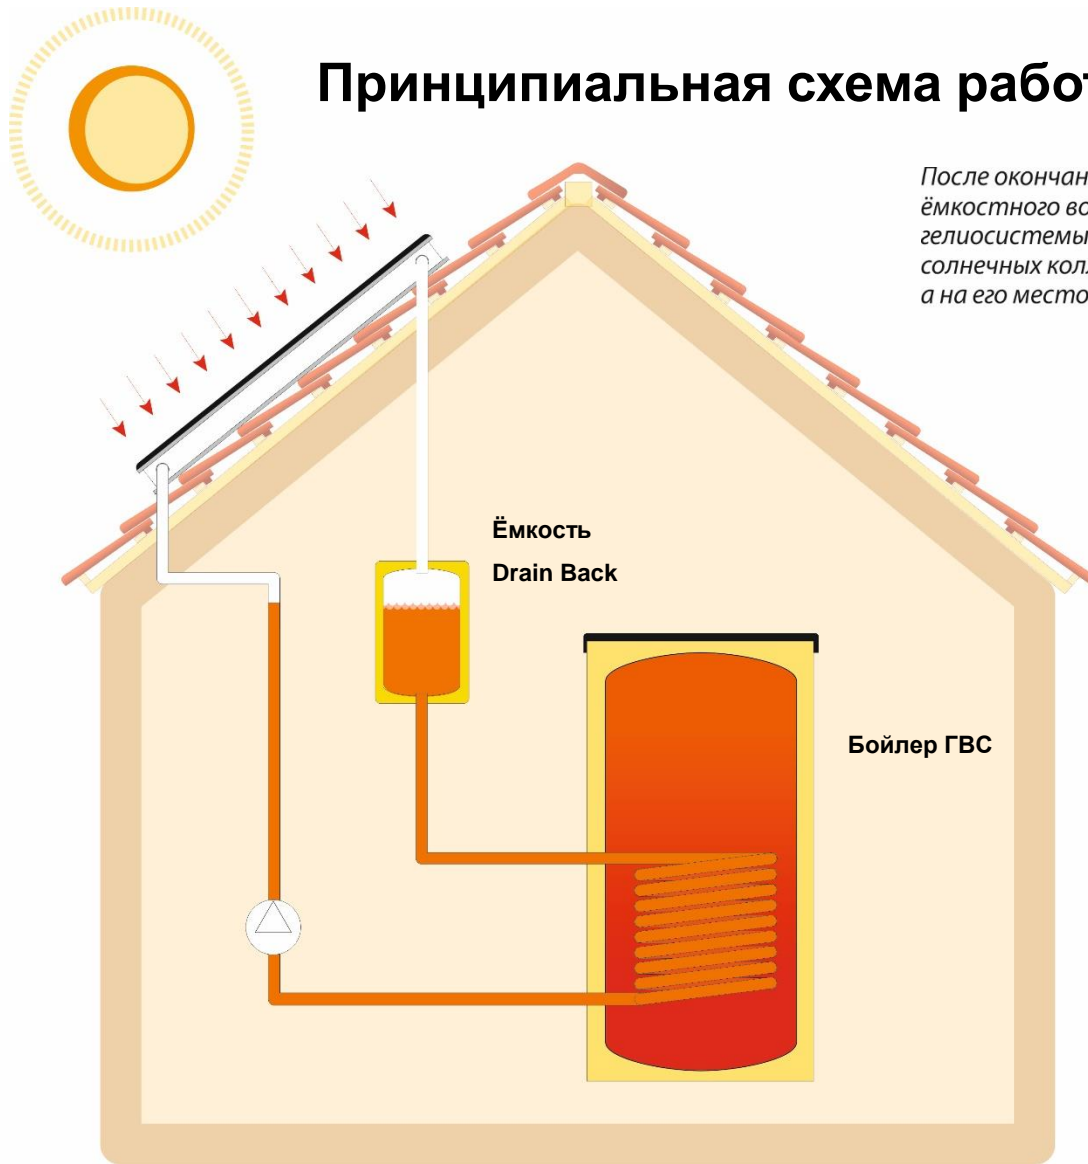 Принципиальная схема работ
После окончан
ёмкостного во
гелиосистемы
солнечных колл
а на его место
Ёмкость
Drain Back
Бойлер ГВС